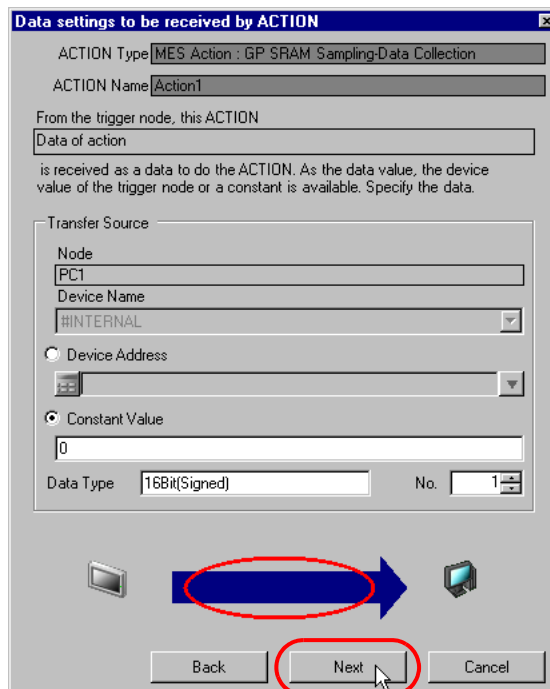 Data settings to be received by ACTION
ACTION Type MES Action : GP SRAM Sampling-Data Collection
ACTION Name Action1
From the trigger node, this ACTION
Data of action
is received as a data to do the ACTION. As the data value, the device
value of the trigger node or a constant is available. Specify the data.
Transfer Source
Node
PC1
Device Name
#INTERNAL
Device Address
Constant Value
0
Data Type 16Bit(Signed) No. 1
Back Next Cancel